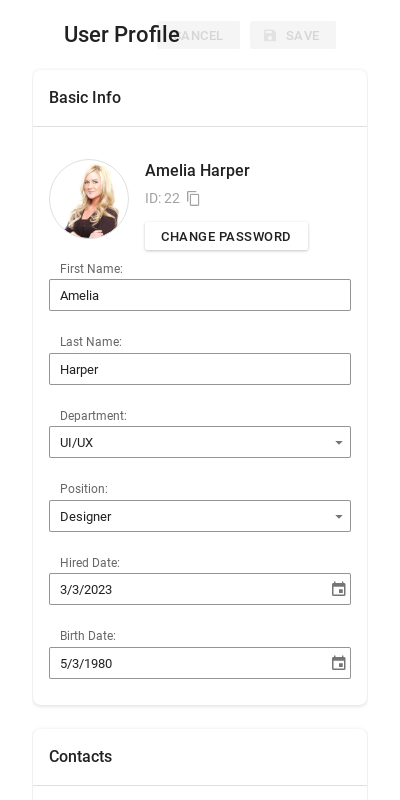 User Profile
CANCEL
SAVE
Basic Info
Amelia Harper
ID: 22
CHANGE PASSWORD
First Name:
Amelia
Last Name:
Harper
Department:
UI/UX
Position:
Designer
Hired Date:
3/3/2023
Birth Date:
5/3/1980
Contacts